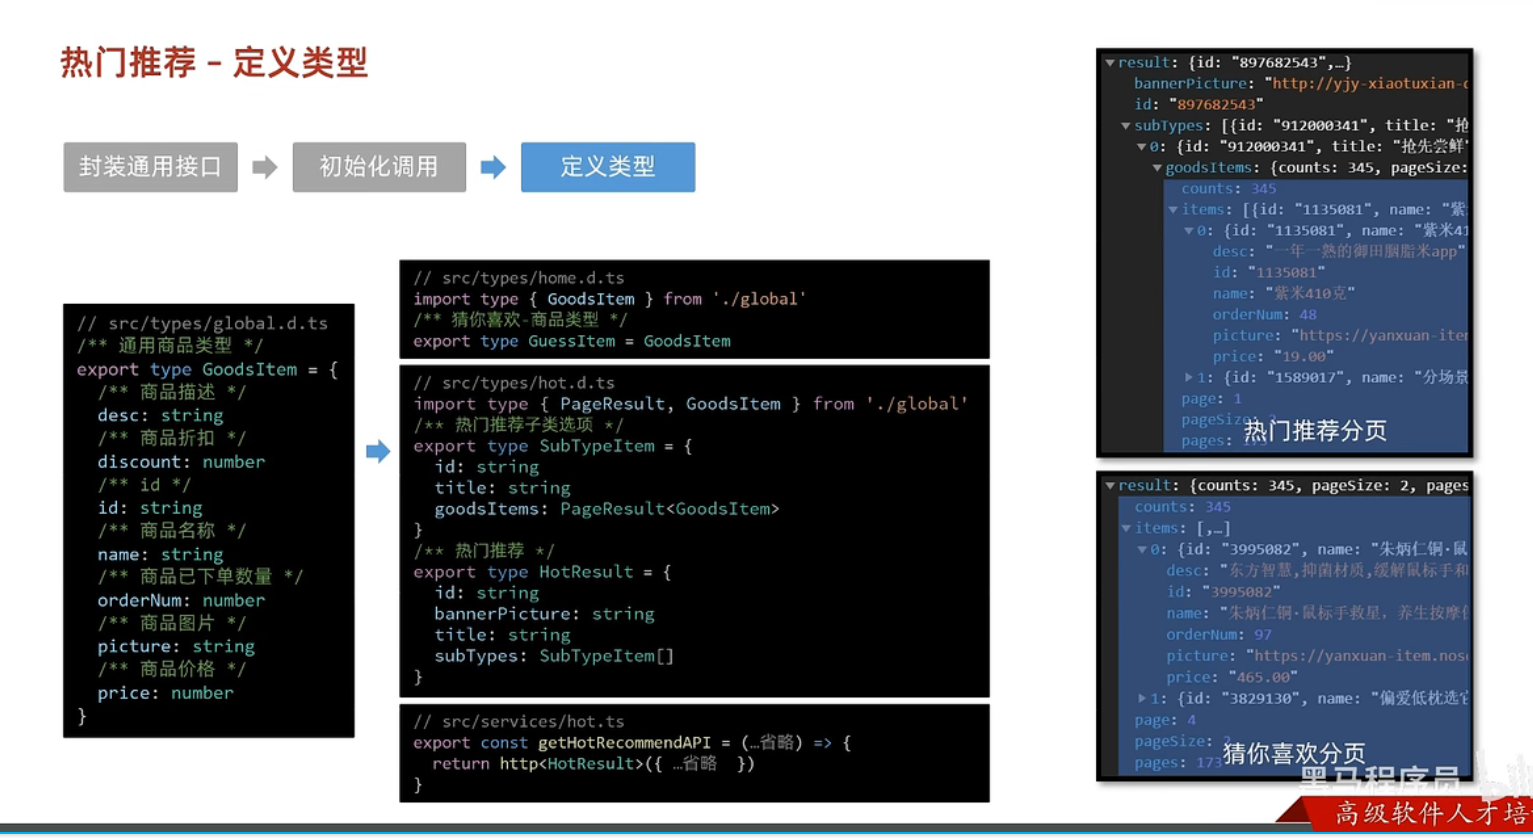 热门推荐 – 定义类型
封装通用接口
初始化调用
定义类型
// src/types/global.d.ts
/** 通用商品类型 */
export type GoodsItem = {
/** 商品描述 */
desc: string
/** 商品折扣 */
discount: number
/** id */
id: string
/** 商品名称 */
name: string
/** 商品已下单数量 */
orderNum: number
/** 商品图片 */
picture: string
/** 商品价格 */
price: number
}
// src/types/home.d.ts
import type { GoodsItem } from './global'
/** 猜你喜欢-商品类型 */
export type GuessItem = GoodsItem
// src/types/hot.d.ts
import type { PageResult, GoodsItem } from './global'
/** 热门推荐子类选项 */
export type SubTypeItem = {
id: string
title: string
goodsItems: PageResult<GoodsItem>
}
/** 热门推荐 */
export type HotResult = {
id: string
bannerPicture: string
title: string
subTypes: SubTypeItem[]
}
// src/services/hot.ts
export const getHotRecommendAPI = (…省略) => {
return http<HotResult>({ …省略 })
}
result: {id: "897682543",…}
bannerPicture: "http://yjy-xiaotuxian-
id: "897682543"
subTypes: [{id: "912000341", title: "抢
0: {id: "912000341", title: "抢先尝鲜"
goodsItems: {counts: 345, pageSize:
counts: 345
items: [{id: "1135081", name: "紫
0: {id: "1135081", name: "紫米41
desc: "一年一熟的御田胭脂米app"
id: "1135081"
name: "紫米410克"
orderNum: 48
picture: "https://yanxuan-iter
price: "19.00"
1: {id: "1589017", name: "分场景
page: 1
pageSize: 2
pages:
热门推荐分页
result: {counts: 345, pageSize: 2, pages
counts: 345
items: [,…]
0: {id: "3995082", name: "朱炳仁铜·鼠
desc: "东方智慧,抑菌材质,缓解鼠标手和
id: "3995082"
name: "朱炳仁铜·鼠标手救星，养生按摩
orderNum: 97
picture: "https://yanxuan-item.nos
price: "465.00"
1: {id: "3829130", name: "偏爱低枕选
page: 4
pageSize: 2
pages: 173
猜你喜欢分页
黑马程序员
高级软件人才培